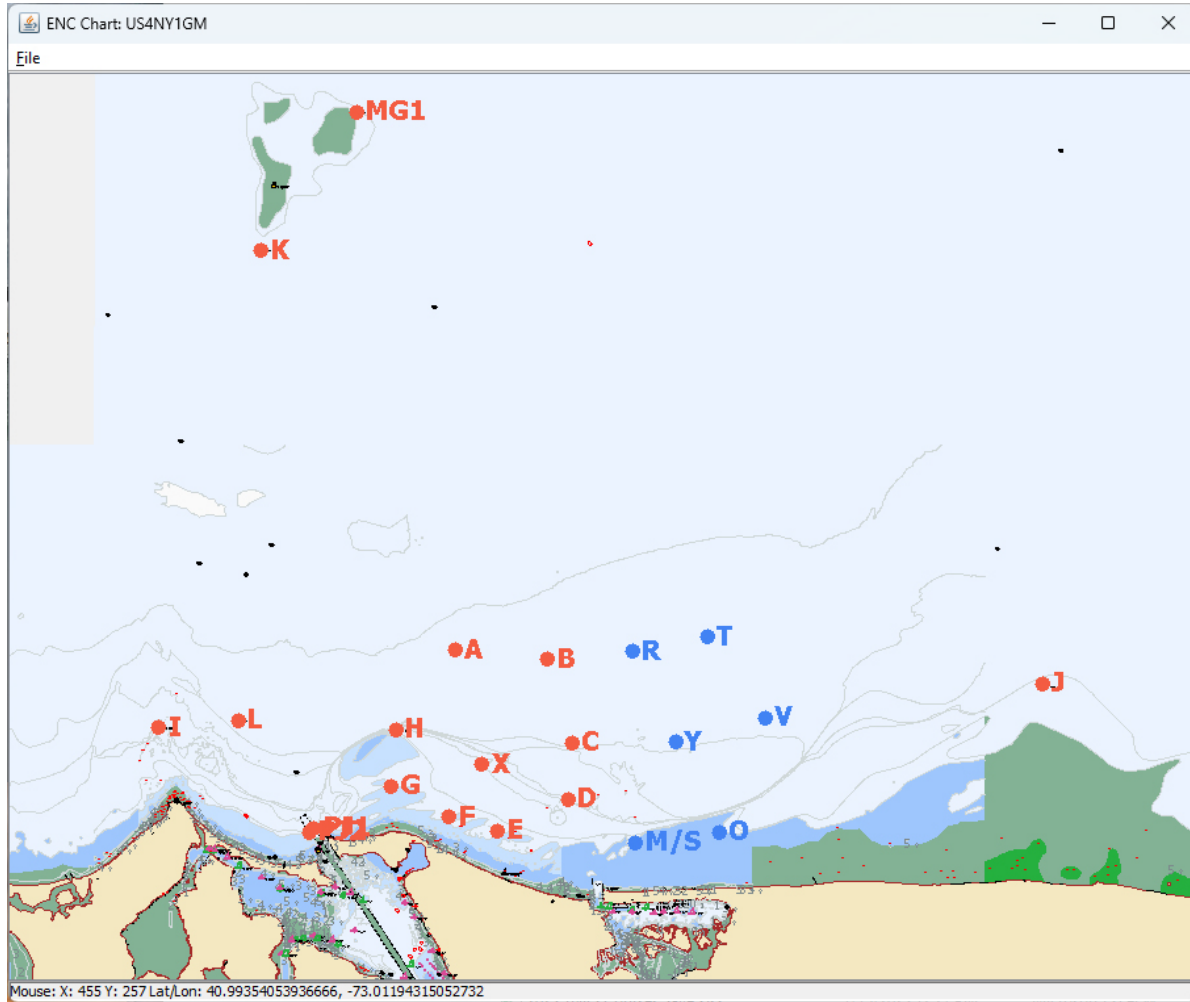 ENC Chart: US4NY1GM
File
MG1
K
A
B
R
T
J
I
L
H
C
Y
V
X
G
D
F
E
M/S
O
Mouse: X: 455 Y: 257 Lat/Lon: 40.99354053936666, -73.01194315052732